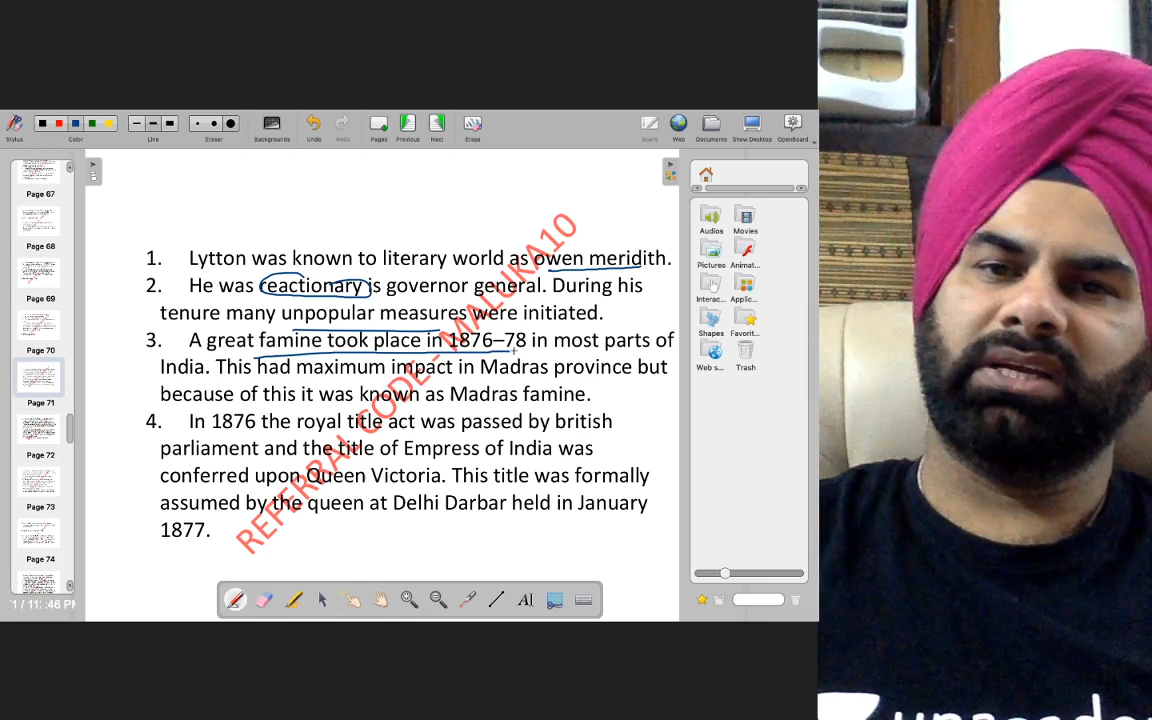 Stylus
Color
Line
Eraser
Backgrounds
Undo
Redo
Pages
Previous
Next
Erase
Board
Web
Documents
Show Desktop
OpenBoard
Page 67
Page 68
Page 69
Page 70
Page 71
Page 72
Page 73
Page 74
1. Lytton was known to literary world as owen meridith.
2. He was reactionary is governor general. During his
tenure many unpopular measures were initiated.
3. A great famine took place in 1876–78 in most parts of
India. This had maximum impact in Madras province but
because of this it was known as Madras famine.
4. In 1876 the royal title act was passed by british
parliament and the title of Empress of India was
conferred upon Queen Victoria. This title was formally
assumed by the queen at Delhi Darbar held in January
1877.
REFERRAL CODE - MALUKA10
Audios
Movies
Pictures
Animat...
Interac...
Applic...
Shapes
Favorit...
Web s...
Trash